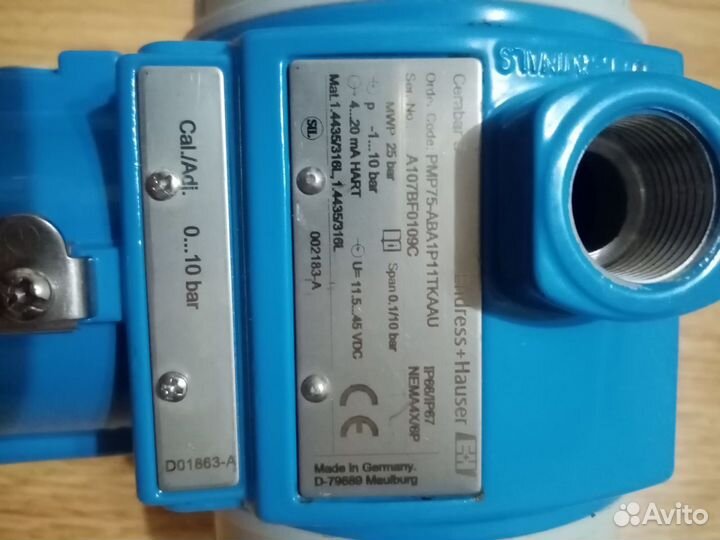 Cal./Adj. 0...10 bar
D01863-A
Cerabar
Endress+Hauser
Order Code: PMP75-ABA1P11TKAAU
Ser. No. A107BF0109C
MWP 25 bar
Span 0.1/10 bar
IP66/IP67
NEMA4X/6P
p -1...10 bar
4...20 mA HART
U= 11.5...45 VDC
Mat. 1.4435/316L, 1.4435/316L
SIL
002183-A
CE
Made in Germany.
D-79689 Maulburg
Avito